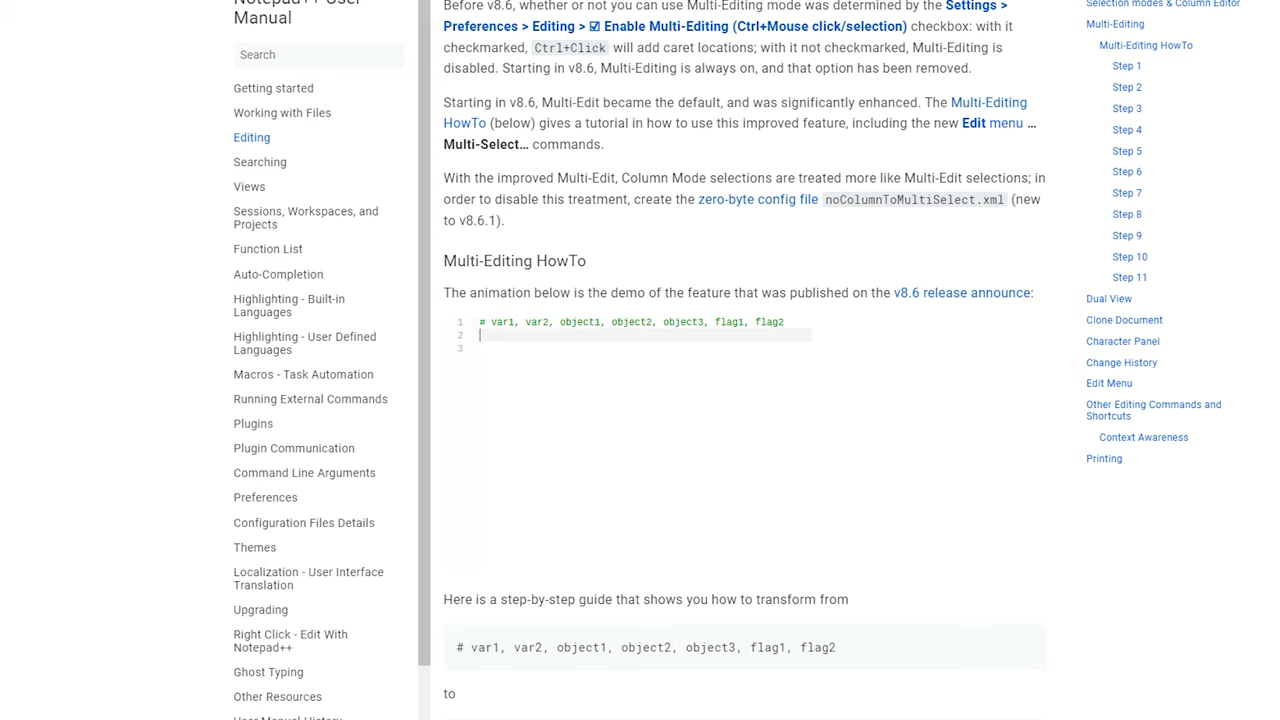 Notepad++ User
Manual
Search
Getting started
Working with Files
Editing
Searching
Views
Sessions, Workspaces, and
Projects
Function List
Auto-Completion
Highlighting - Built-in
Languages
Highlighting - User Defined
Languages
Macros - Task Automation
Running External Commands
Plugins
Plugin Communication
Command Line Arguments
Preferences
Configuration Files Details
Themes
Localization - User Interface
Translation
Upgrading
Right Click - Edit With
Notepad++
Ghost Typing
Other Resources
User Manual History
Before v8.6, whether or not you can use Multi-Editing mode was determined by the Settings >
Preferences > Editing > ☑ Enable Multi-Editing (Ctrl+Mouse click/selection) checkbox: with it
checkmarked, Ctrl+Click will add caret locations; with it not checkmarked, Multi-Editing is
disabled. Starting in v8.6, Multi-Editing is always on, and that option has been removed.
Starting in v8.6, Multi-Edit became the default, and was significantly enhanced. The Multi-Editing
HowTo (below) gives a tutorial in how to use this improved feature, including the new Edit menu …
Multi-Select… commands.
With the improved Multi-Edit, Column Mode selections are treated more like Multi-Edit selections; in
order to disable this treatment, create the zero-byte config file noColumnToMultiSelect.xml (new
to v8.6.1).
Multi-Editing HowTo
The animation below is the demo of the feature that was published on the v8.6 release announce:
1 # var1, var2, object1, object2, object3, flag1, flag2
2
3
Here is a step-by-step guide that shows you how to transform from
# var1, var2, object1, object2, object3, flag1, flag2
to
Selection modes & Column Editor
Multi-Editing
Multi-Editing HowTo
Step 1
Step 2
Step 3
Step 4
Step 5
Step 6
Step 7
Step 8
Step 9
Step 10
Step 11
Dual View
Clone Document
Character Panel
Change History
Edit Menu
Other Editing Commands and
Shortcuts
Context Awareness
Printing